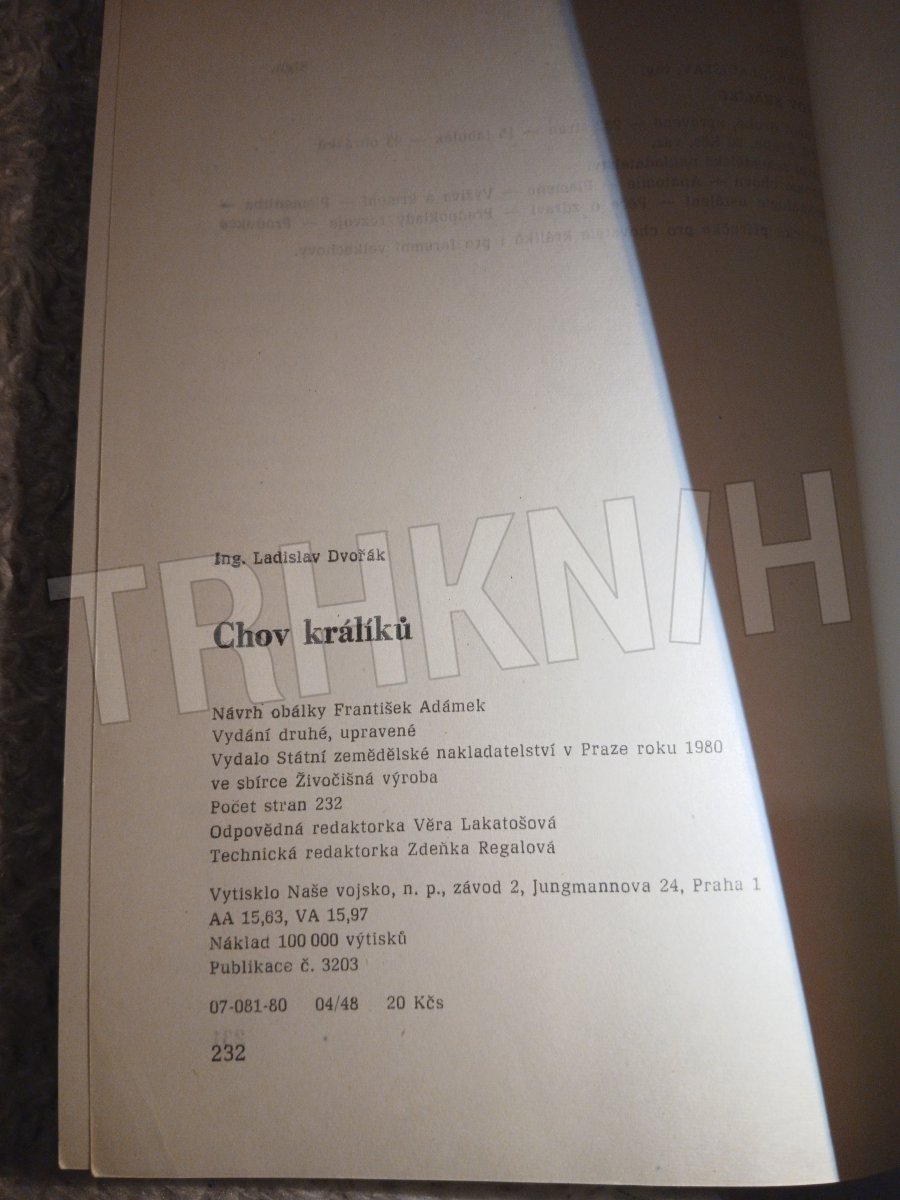 Ing. Ladislav Dvořák
Chov králíků
TRHKNIH
Návrh obálky František Adámek
Vydání druhé, upravené
Vydalo Státní zemědělské nakladatelství v Praze roku 1980
ve sbírce Živočišná výroba
Počet stran 232
Odpovědná redaktorka Věra Lakatošová
Technická redaktorka Zdeňka Regalová
Vytisklo Naše vojsko, n. p., závod 2, Jungmannova 24, Praha 1
AA 15,63, VA 15,97
Náklad 100 000 výtisků
Publikace č. 3203
07-081-80 04/48 20 Kčs
232